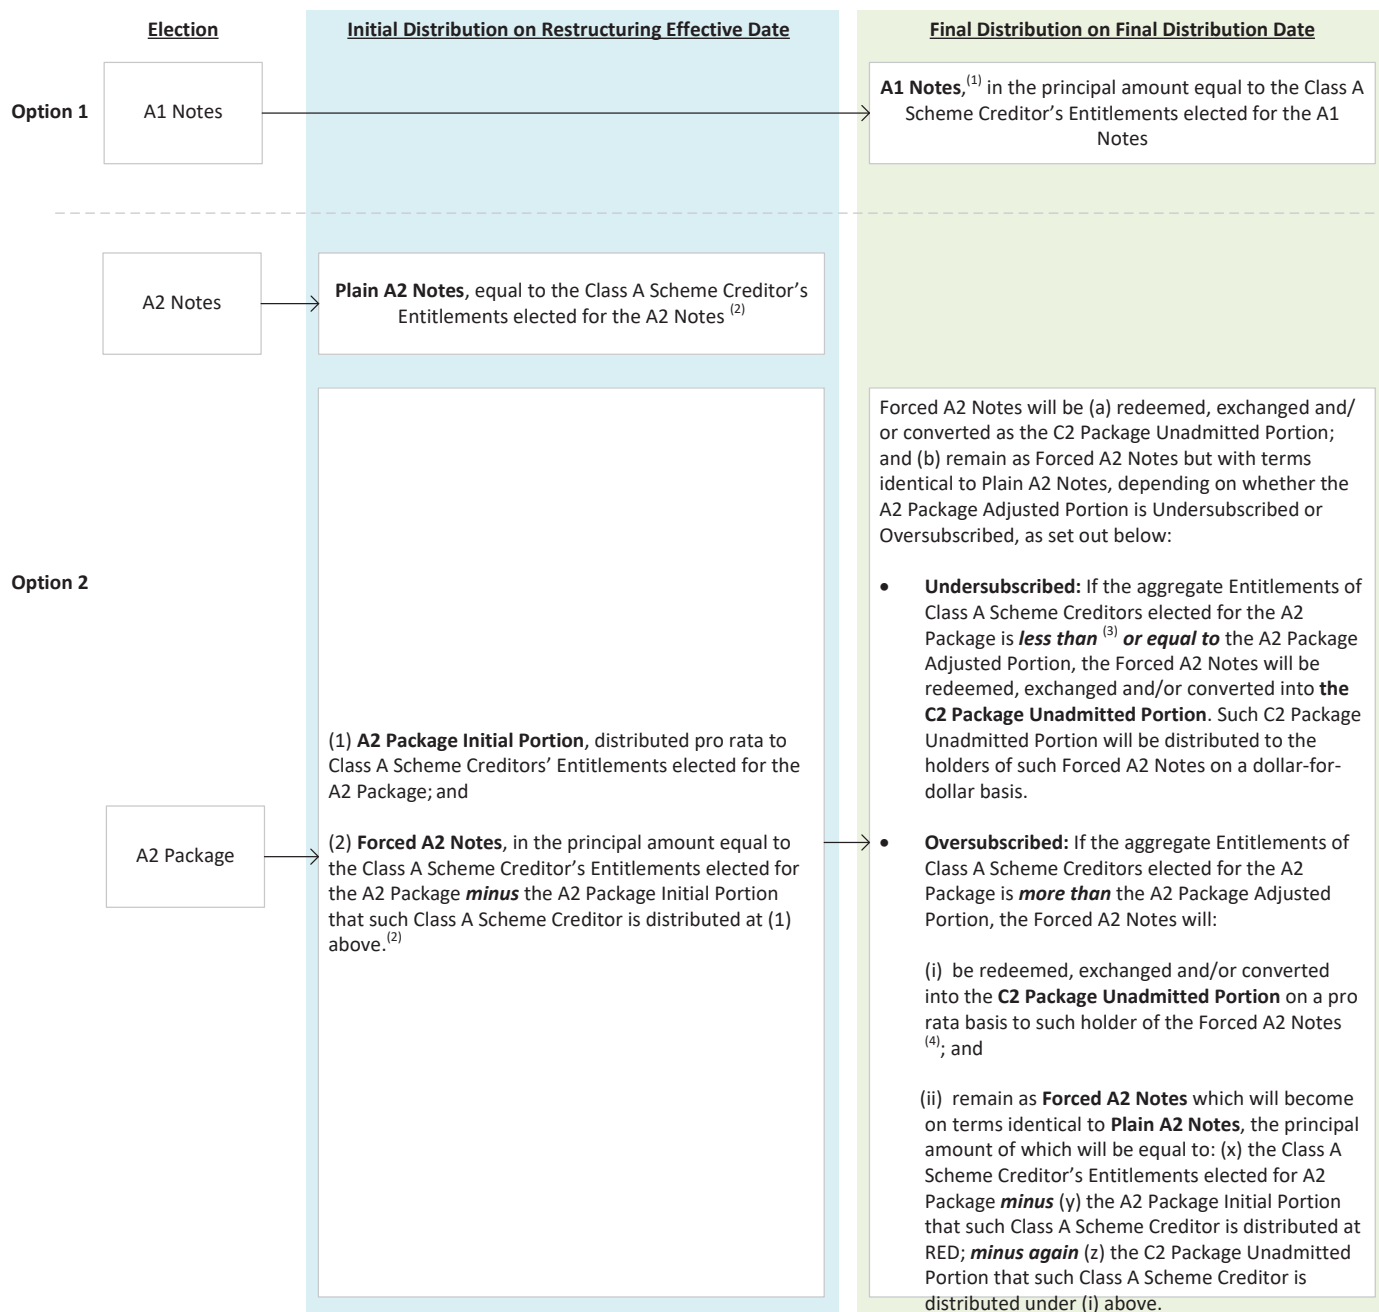 Election
Initial Distribution on Restructuring Effective Date
Final Distribution on Final Distribution Date
Option 1
A1 Notes
A1 Notes,(1) in the principal amount equal to the Class A
Scheme Creditor's Entitlements elected for the A1
Notes
Option 2
A2 Notes
Plain A2 Notes, equal to the Class A Scheme Creditor's
Entitlements elected for the A2 Notes (2)
A2 Package
(1) A2 Package Initial Portion, distributed pro rata to
Class A Scheme Creditors' Entitlements elected for the
A2 Package; and
(2) Forced A2 Notes, in the principal amount equal to
the Class A Scheme Creditor's Entitlements elected for
the A2 Package minus the A2 Package Initial Portion
that such Class A Scheme Creditor is distributed at (1)
above.(2)
Forced A2 Notes will be (a) redeemed, exchanged and/
or converted as the C2 Package Unadmitted Portion;
and (b) remain as Forced A2 Notes but with terms
identical to Plain A2 Notes, depending on whether the
A2 Package Adjusted Portion is Undersubscribed or
Oversubscribed, as set out below:
• Undersubscribed: If the aggregate Entitlements of
Class A Scheme Creditors elected for the A2
Package is less than (3) or equal to the A2 Package
Adjusted Portion, the Forced A2 Notes will be
redeemed, exchanged and/or converted into the
C2 Package Unadmitted Portion. Such C2 Package
Unadmitted Portion will be distributed to the
holders of such Forced A2 Notes on a dollar-for-
dollar basis.
• Oversubscribed: If the aggregate Entitlements of
Class A Scheme Creditors elected for the A2
Package is more than the A2 Package Adjusted
Portion, the Forced A2 Notes will:
(i) be redeemed, exchanged and/or converted
into the C2 Package Unadmitted Portion on a pro
rata basis to such holder of the Forced A2 Notes
(4); and
(ii) remain as Forced A2 Notes which will become
on terms identical to Plain A2 Notes, the principal
amount of which will be equal to: (x) the Class A
Scheme Creditor's Entitlements elected for A2
Package minus (y) the A2 Package Initial Portion
that such Class A Scheme Creditor is distributed at
RED; minus again (z) the C2 Package Unadmitted
Portion that such Class A Scheme Creditor is
distributed under (i) above.